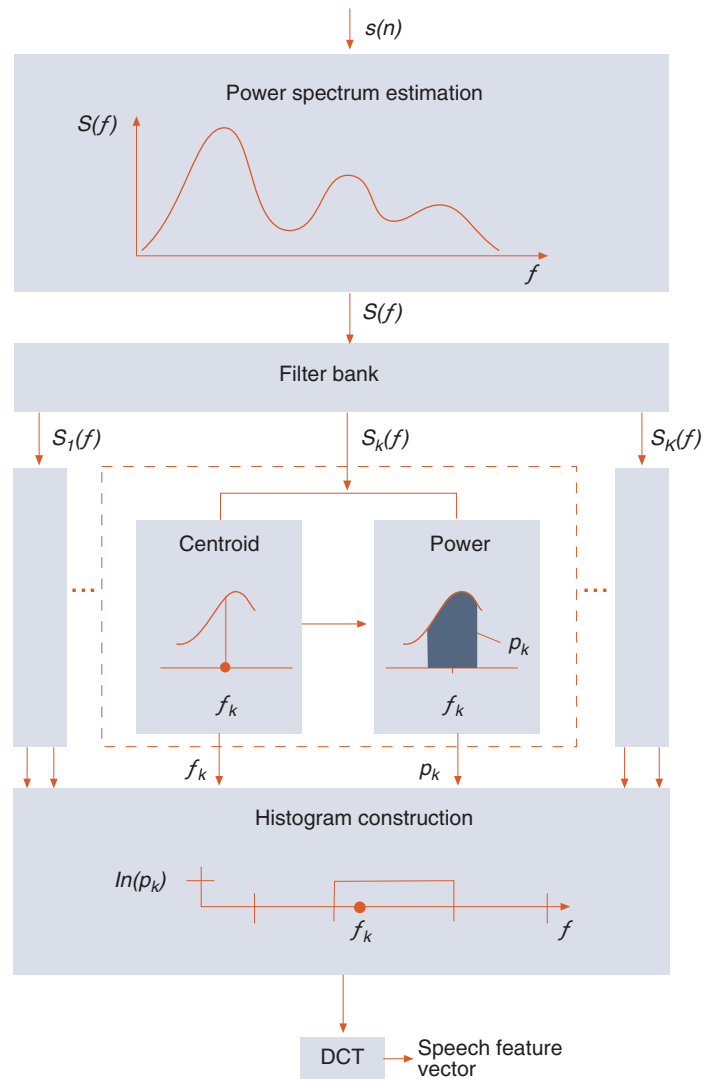 s(n)
Power spectrum estimation
S(f)
f
S(f)
Filter bank
S₁(f)
Sₖ(f)
S_K(f)
Centroid
Power
pₖ
fₖ
fₖ
...
...
fₖ
pₖ
Histogram construction
ln(pₖ)
fₖ
f
DCT
Speech feature
vector